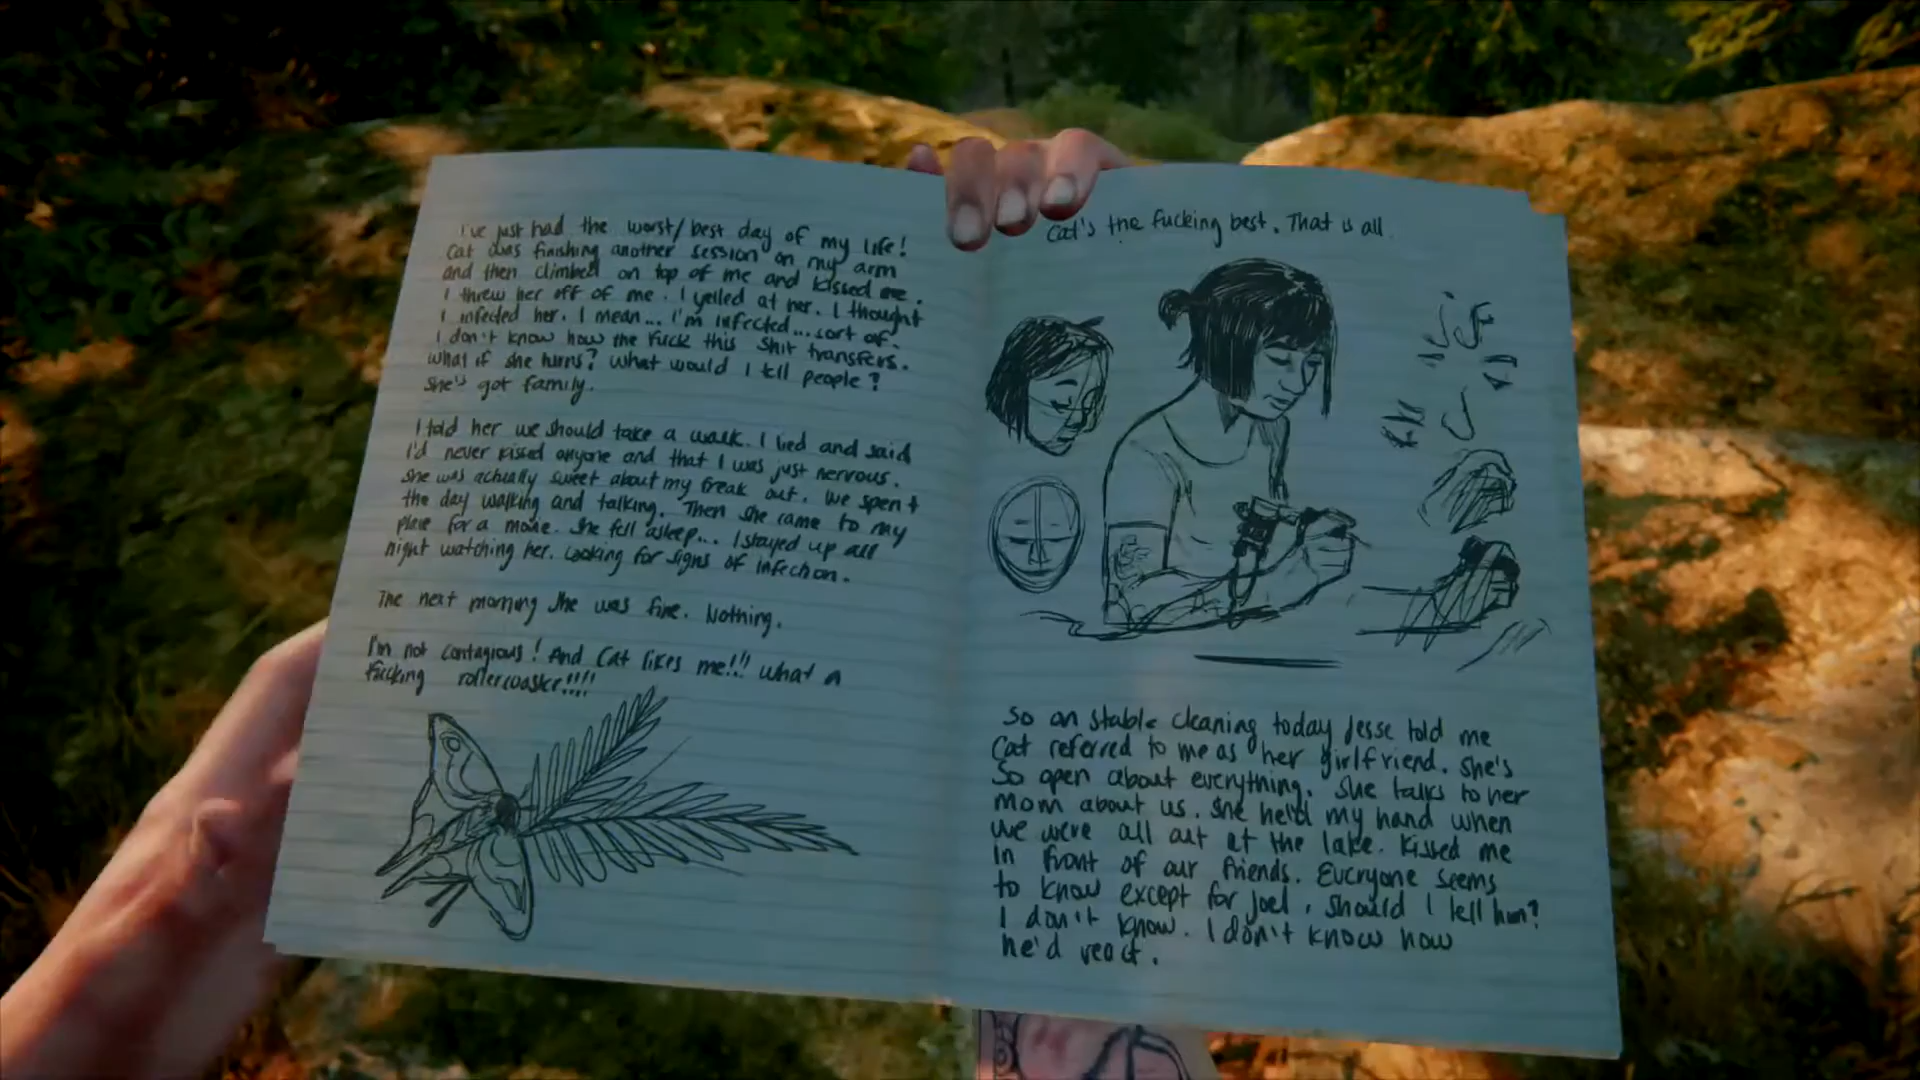 I've just had the worst/best day of my life!
Cat was finishing another session on my arm
and then climbed on top of me and kissed me.
I threw her off of me. I yelled at her. I thought
I infected her. I mean... I'm infected... sort of.
I don't know how the fuck this shit transfers.
what if she turns? What would I tell people?
She's got family.
I told her we should take a walk. I lied and said
I'd never kissed anyone and that I was just nervous.
She was actually sweet about my freak out. We spent
the day walking and talking. Then she came to my
place for a movie. She fell asleep... I stayed up all
night watching her. Looking for signs of infection.
The next morning she was fine. Nothing.
I'm not contagious! And Cat likes me!!! What a
fucking rollercoaster!!!!
Cat's the fucking best. That is all.
So on stable cleaning today Jesse told me
Cat referred to me as her girlfriend. She's
So open about everything. She talks to her
mom about us. She held my hand when
we were all out at the lake. Kissed me
in front of our friends. Everyone seems
to know except for Joel. Should I tell him?
I don't know. I don't know how
he'd react.